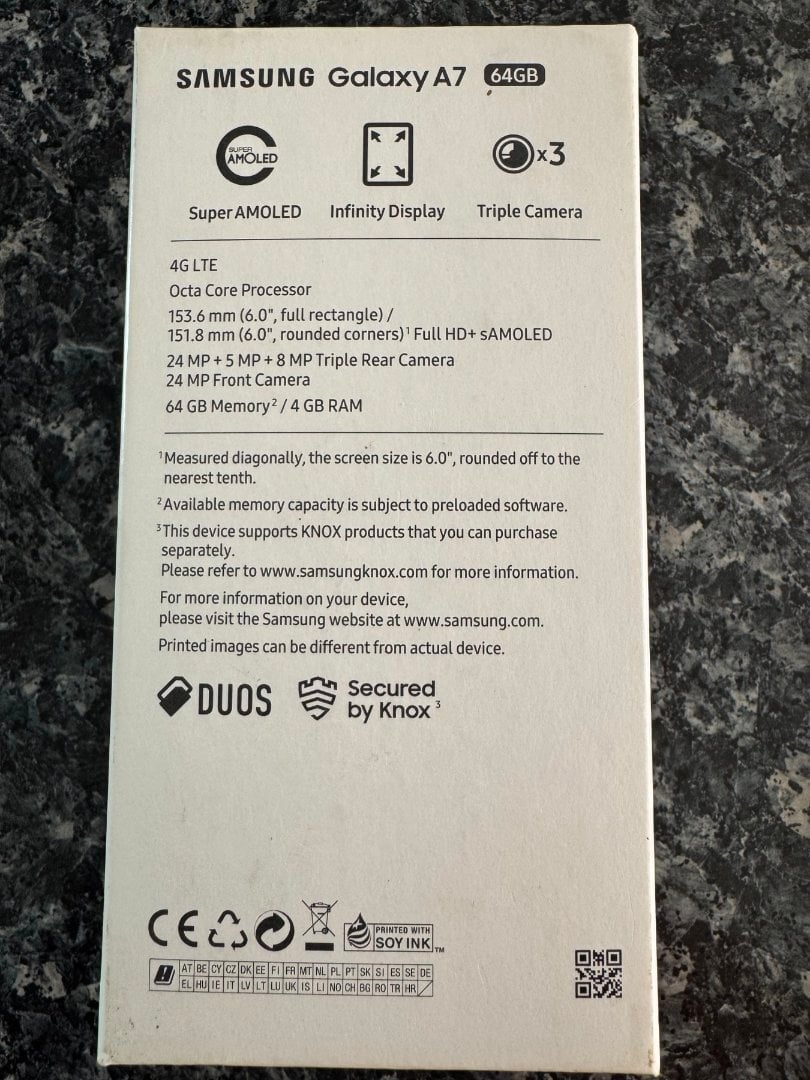 SAMSUNG Galaxy A7 64GB
SUPER
AMOLED
x3
Super AMOLED Infinity Display Triple Camera
4G LTE
Octa Core Processor
153.6 mm (6.0", full rectangle) /
151.8 mm (6.0", rounded corners)¹ Full HD+ sAMOLED
24 MP + 5 MP + 8 MP Triple Rear Camera
24 MP Front Camera
64 GB Memory² / 4 GB RAM
¹Measured diagonally, the screen size is 6.0", rounded off to the
nearest tenth.
²Available memory capacity is subject to preloaded software.
³This device supports KNOX products that you can purchase
separately.
Please refer to www.samsungknox.com for more information.
For more information on your device,
please visit the Samsung website at www.samsung.com.
Printed images can be different from actual device.
DUOS Secured
by Knox³
CE
PRINTED WITH
SOY INK™
AT BE CY CZ DK EE FI FR MT NL PL PT SK SI ES SE DE
EL HU IE IT LV LT LU UK IS LI NO CH BG RO TR HR